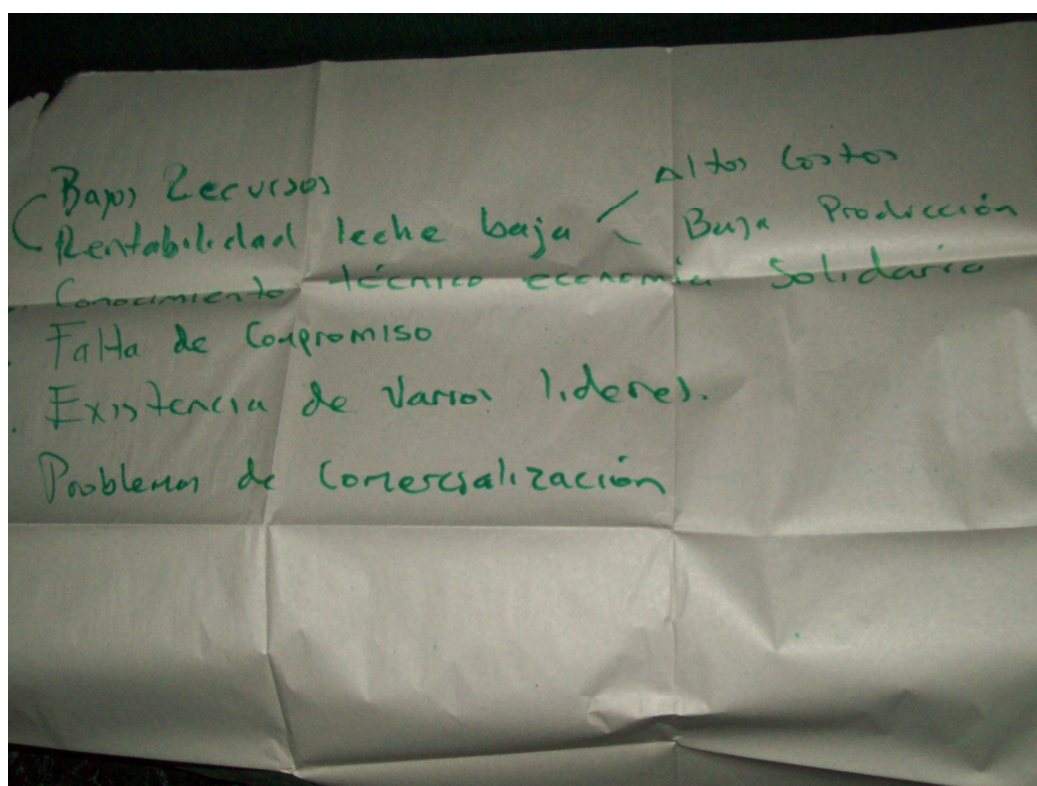 Bajos Recursos
Rentabilidad leche baja < Altos Costos
Baja Producción
Conocimiento técnico economía Solidaria
Falta de Compromiso
Existencia de Varios líderes.
Problemas de Comercialización